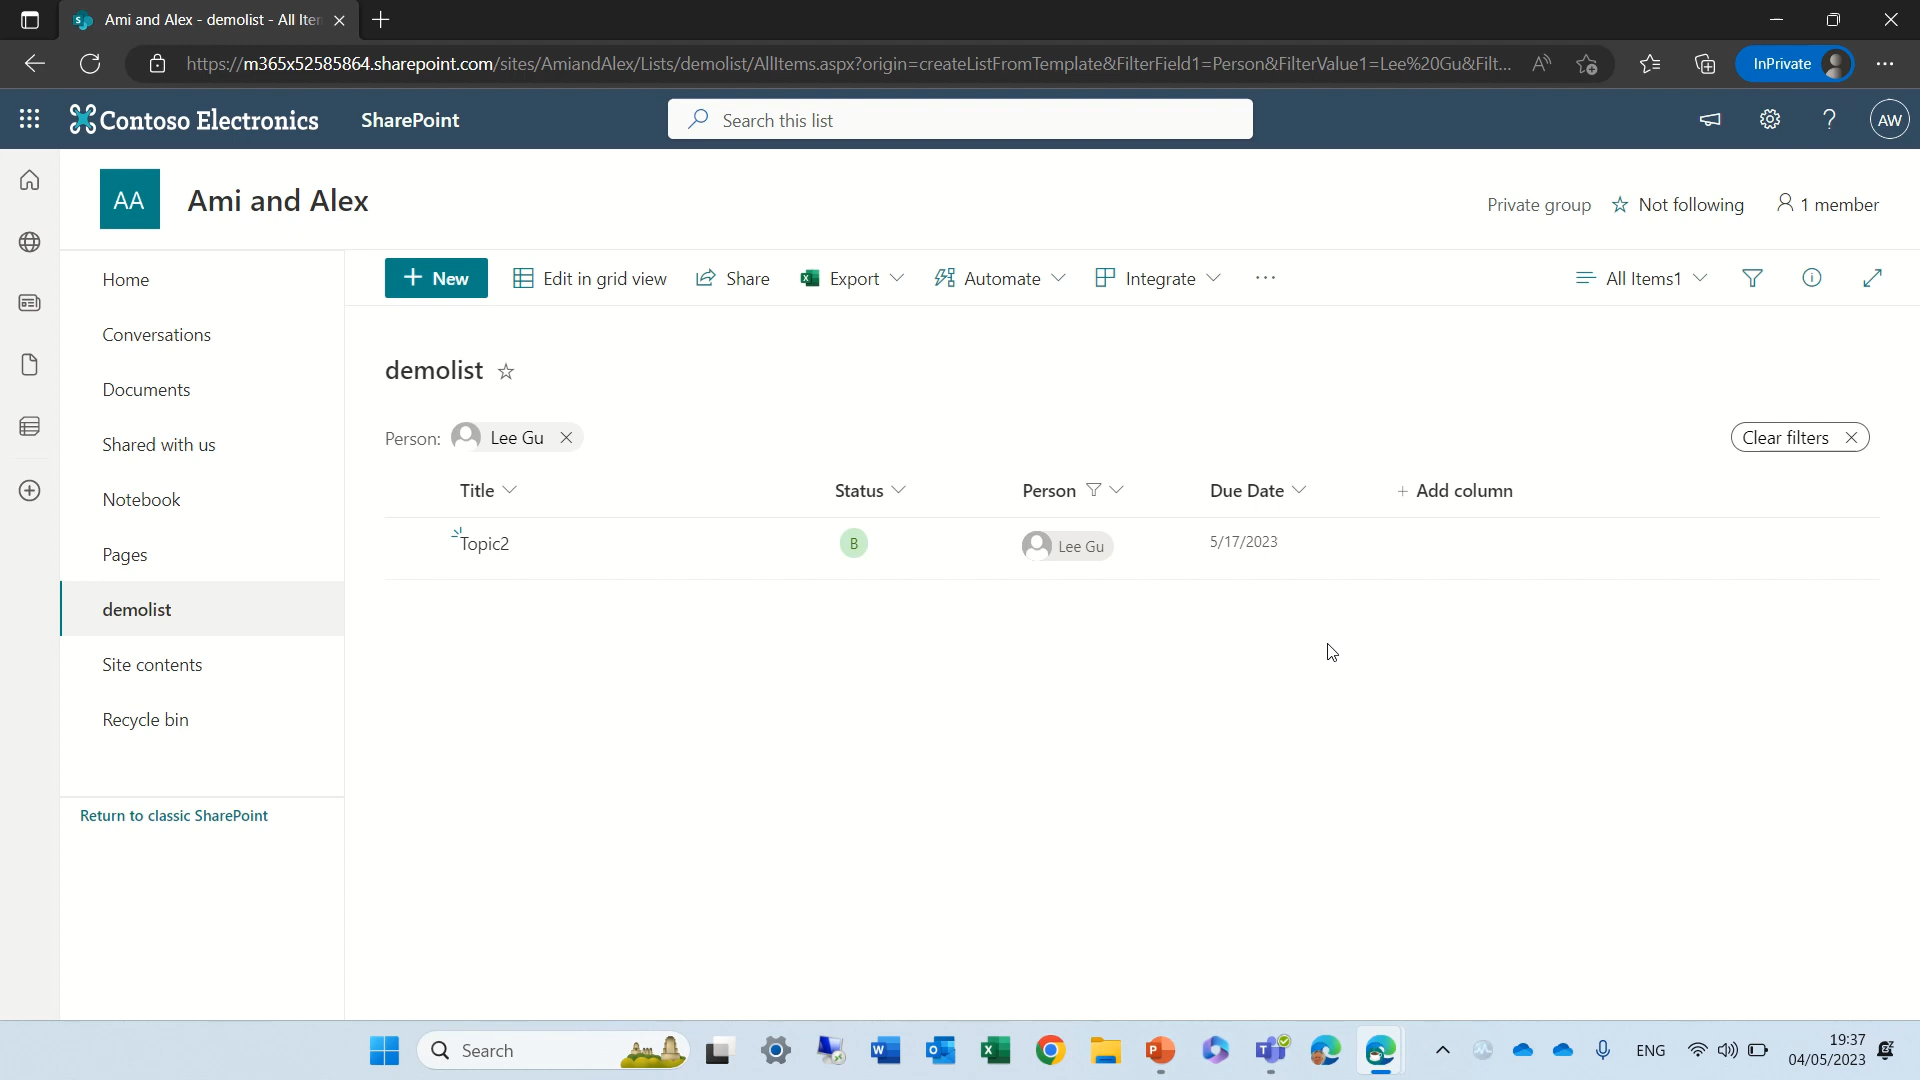 Ami and Alex - demolist - All Iter
https://m365x52585864.sharepoint.com/sites/AmiandAlex/Lists/demolist/AllItems.aspx?origin=createListFromTemplate&FilterField1=Person&FilterValue1=Lee%20Gu&Filt...
InPrivate
Contoso Electronics
SharePoint
Search this list
AW
AA
Ami and Alex
Private group
Not following
1 member
Home
Conversations
Documents
Shared with us
Notebook
Pages
demolist
Site contents
Recycle bin
Return to classic SharePoint
+ New
Edit in grid view
Share
Export
Automate
Integrate
...
All Items1
demolist
Person: Lee Gu
Clear filters
Title
Status
Person
Due Date
+ Add column
Topic2
B
Lee Gu
5/17/2023
Search
ENG
19:37
04/05/2023